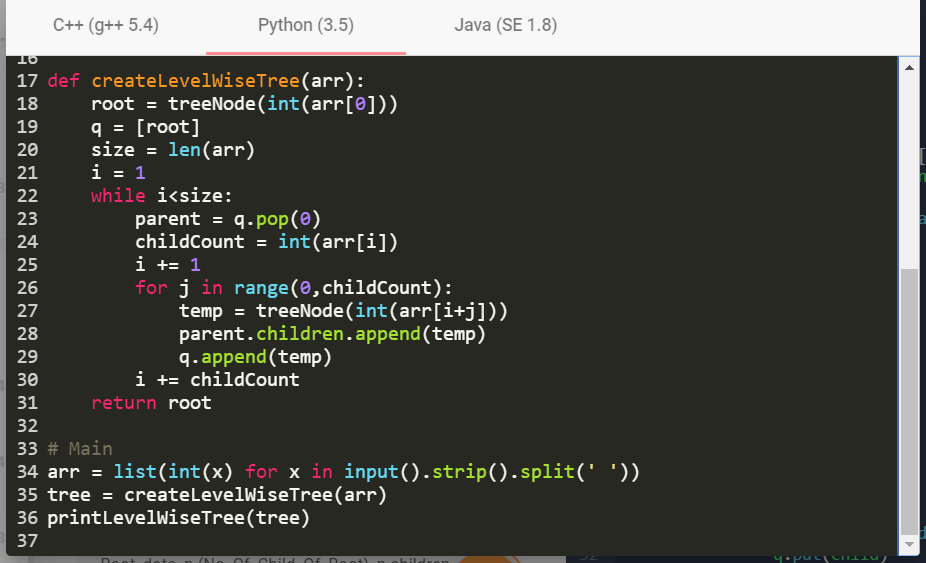 C++ (g++ 5.4) Python (3.5) Java (SE 1.8)
16
17 def createLevelWiseTree(arr):
18     root = treeNode(int(arr[0]))
19     q = [root]
20     size = len(arr)
21     i = 1
22     while i<size:
23         parent = q.pop(0)
24         childCount = int(arr[i])
25         i += 1
26         for j in range(0,childCount):
27             temp = treeNode(int(arr[i+j]))
28             parent.children.append(temp)
29             q.append(temp)
30         i += childCount
31     return root
32
33 # Main
34 arr = list(int(x) for x in input().strip().split(' '))
35 tree = createLevelWiseTree(arr)
36 printLevelWiseTree(tree)
37